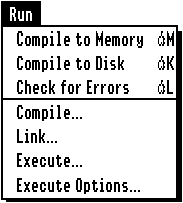 Run
Compile to Memory M
Compile to Disk K
Check for Errors L
Compile...
Link...
Execute...
Execute Options...